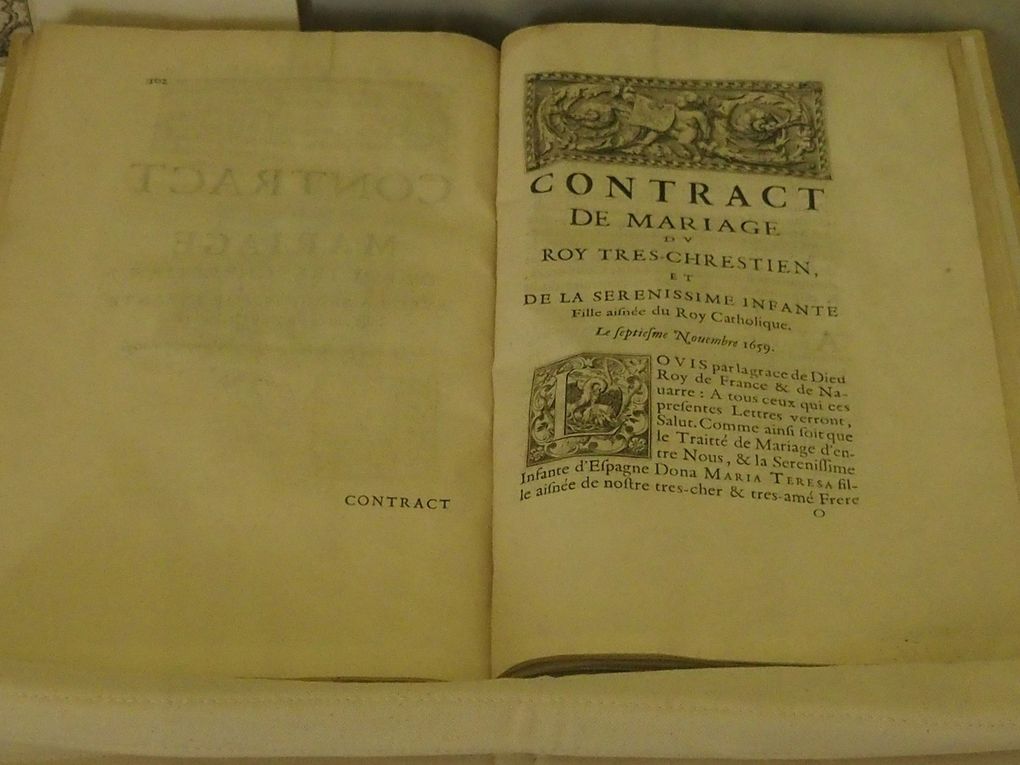 102
CONTRACT
CONTRACT
DE MARIAGE
DV
ROY TRES-CHRESTIEN,
ET
DE LA SERENISSIME INFANTE
Fille aiſnée du Roy Catholique.
Le ſeptieſme Nouembre 1659.
LOVIS par la grace de Dieu
Roy de France & de Na-
uarre : A tous ceux qui ces
preſentes Lettres verront,
Salut. Comme ainſi ſoit que
le Traitté de Mariage d'en-
tre Nous, & la Sereniſſime
Infante d'Eſpagne Dona MARIA TERESA fil-
le aiſnée de noſtre tres-cher & tres-amé Frere
O